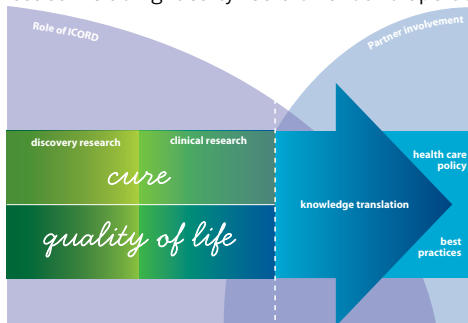 Role of ICORD
Partner involvement
discovery research
clinical research
cure
quality of life
knowledge translation
health care
policy
best
practices